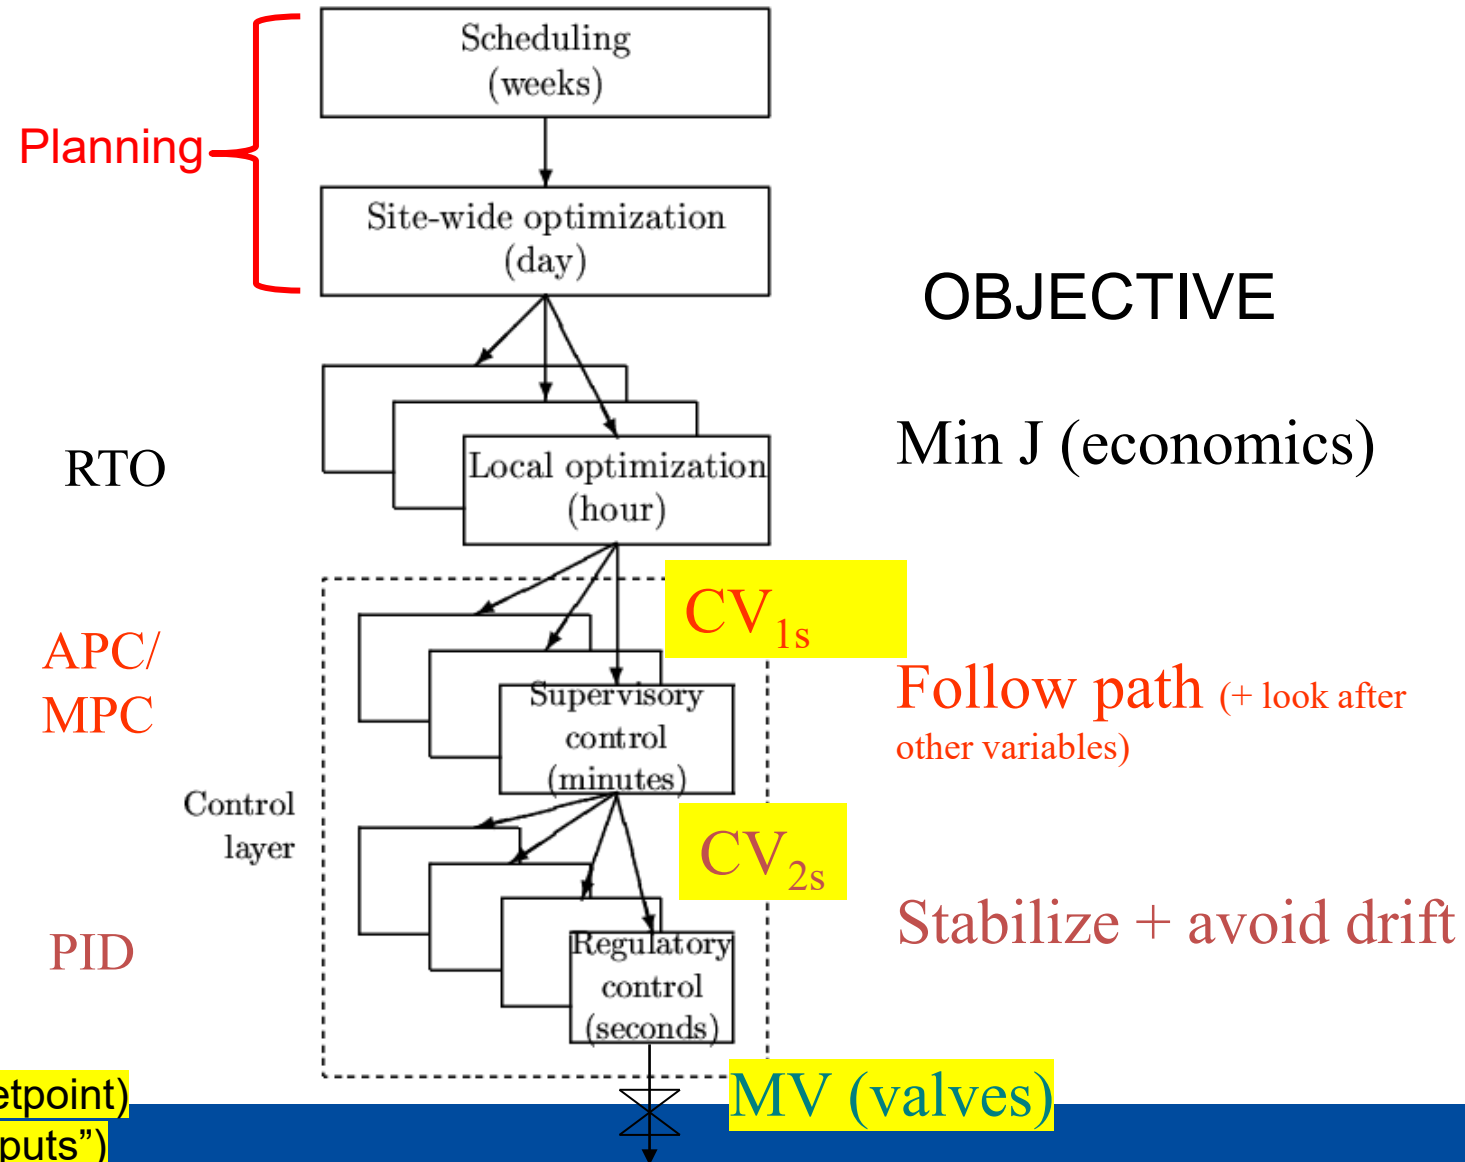 Scheduling
(weeks)
Planning
Site-wide optimization
(day)
OBJECTIVE
RTO
Local optimization
(hour)
Min J (economics)
CV1s
APC/
MPC
Supervisory
control
(minutes)
Follow path (+ look after
other variables)
Control
layer
CV2s
PID
Regulatory
control
(seconds)
Stabilize + avoid drift
MV (valves)
etpoint)
puts”)